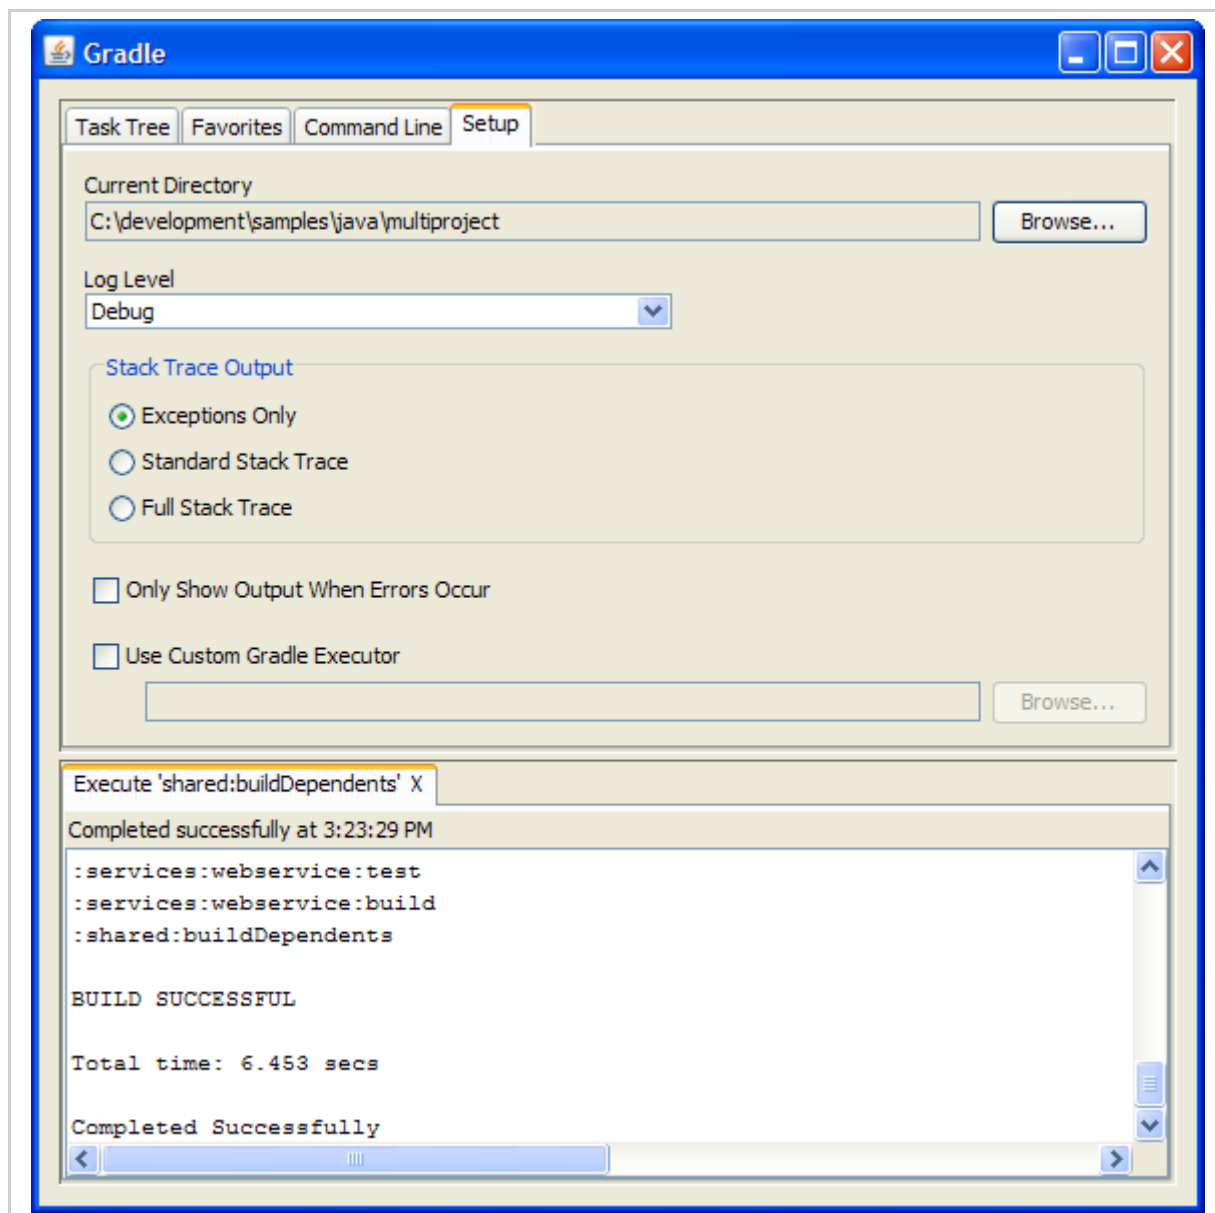 Gradle
Task Tree Favorites Command Line Setup
Current Directory
C:\development\samples\java\multiproject Browse...
Log Level
Debug
Stack Trace Output
Exceptions Only
Standard Stack Trace
Full Stack Trace
Only Show Output When Errors Occur
Use Custom Gradle Executor
Browse...
Execute 'shared:buildDependents' X
Completed successfully at 3:23:29 PM
:services:webservice:test
:services:webservice:build
:shared:buildDependents
BUILD SUCCESSFUL
Total time: 6.453 secs
Completed Successfully